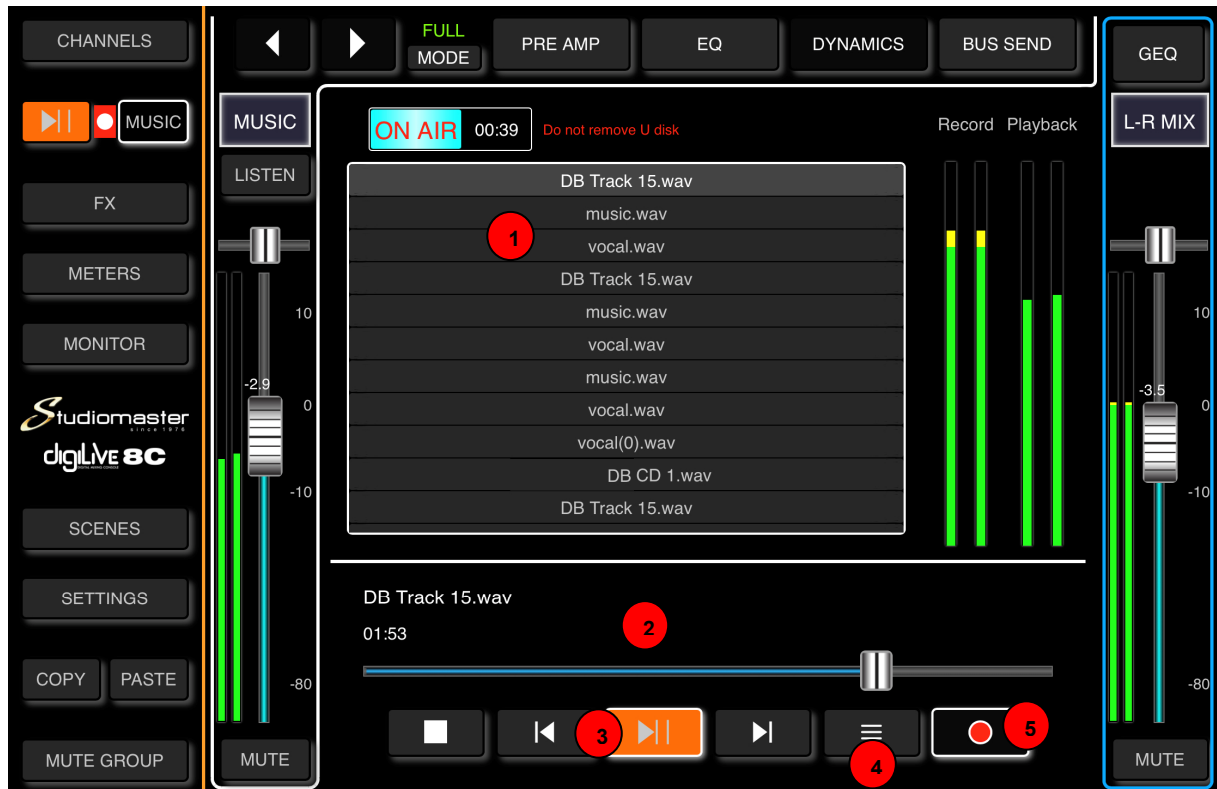 CHANNELS
MUSIC
FX
METERS
MONITOR
Studiomaster
since 1976
digiLiVE 8C
SCENES
SETTINGS
COPY PASTE
MUTE GROUP
FULL
MODE
PRE AMP
EQ
DYNAMICS
BUS SEND
GEQ
MUSIC
LISTEN
10
-2.9
0
-10
-80
MUTE
ON AIR 00:39 Do not remove U disk
Record Playback
DB Track 15.wav
music.wav
1
vocal.wav
DB Track 15.wav
music.wav
vocal.wav
music.wav
vocal.wav
vocal(0).wav
DB CD 1.wav
DB Track 15.wav
DB Track 15.wav
2
01:53
3
4
5
L-R MIX
10
-3.5
0
-10
-80
MUTE